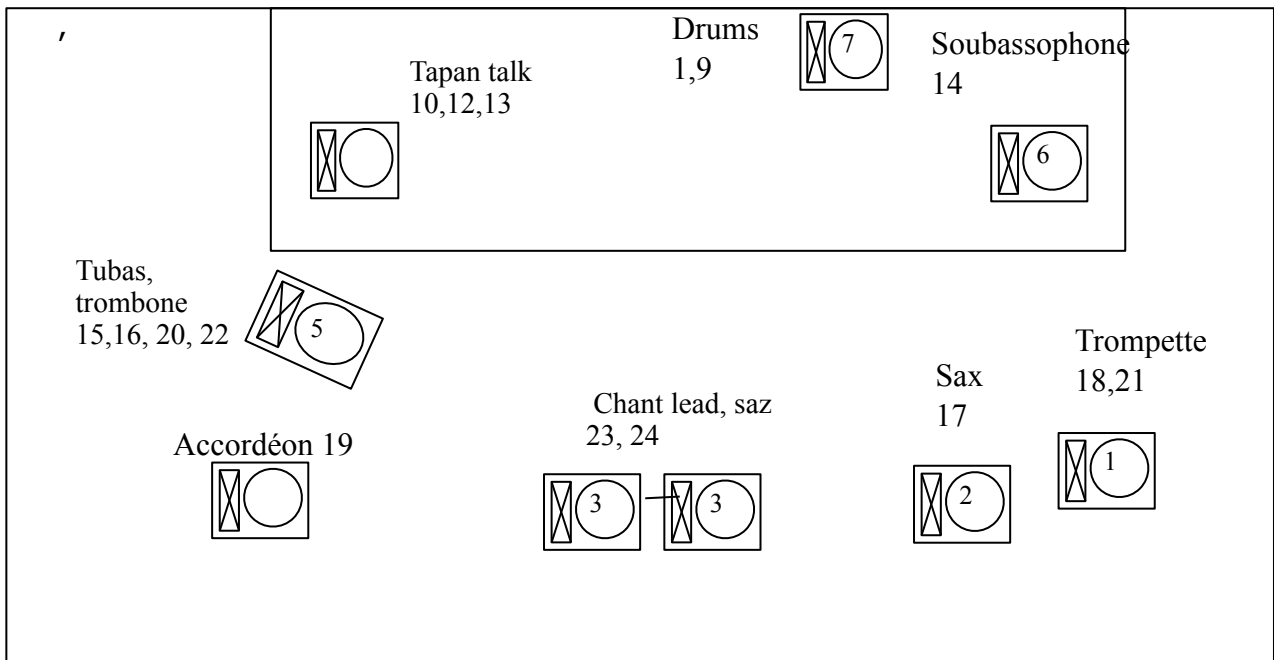 ,
Drums
1,9
7
Soubassophone
14
Tapan talk
10,12,13
6
Tubas,
trombone
15,16, 20, 22
5
Trompette
18,21
Sax
17
Chant lead, saz
23, 24
Accordéon 19
1
2
3
3